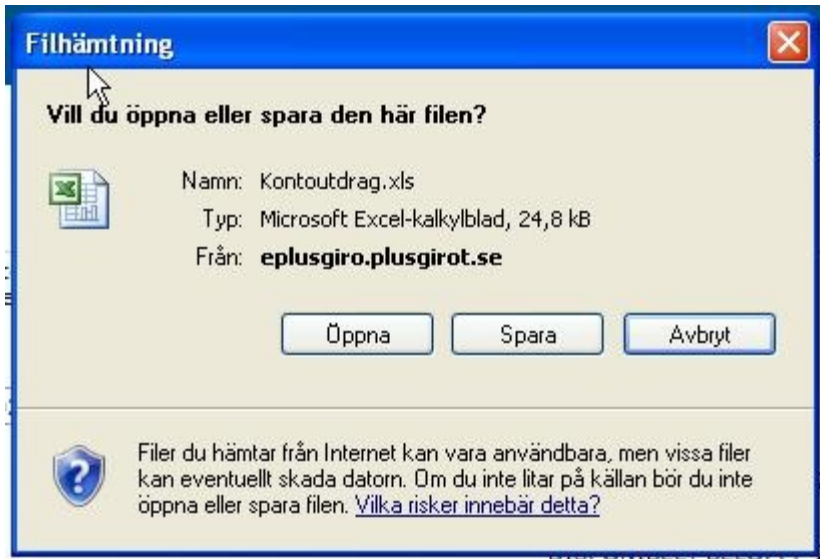 Filhämtning
Vill du öppna eller spara den här filen?
Namn: Kontoutdrag.xls
Typ: Microsoft Excel-kalkylblad, 24,8 kB
Från: eplusgiro.plusgirot.se
Öppna Spara Avbryt
Filer du hämtar från Internet kan vara användbara, men vissa filer
kan eventuellt skada datorn. Om du inte litar på källan bör du inte
öppna eller spara filen. Vilka risker innebär detta?